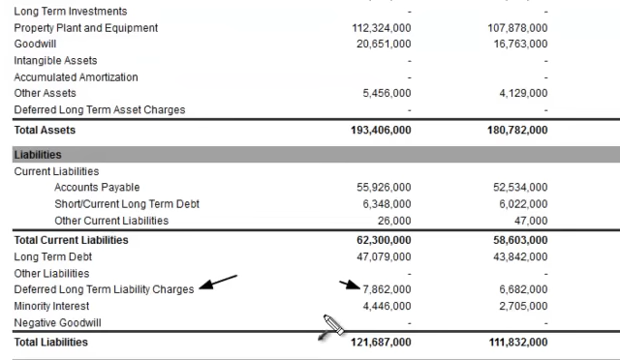 Long Term Investments - -
Property Plant and Equipment 112,324,000 107,878,000
Goodwill 20,651,000 16,763,000
Intangible Assets - -
Accumulated Amortization - -
Other Assets 5,456,000 4,129,000
Deferred Long Term Asset Charges - -
Total Assets 193,406,000 180,782,000
Liabilities
Current Liabilities
Accounts Payable 55,926,000 52,534,000
Short/Current Long Term Debt 6,348,000 6,022,000
Other Current Liabilities 26,000 47,000
Total Current Liabilities 62,300,000 58,603,000
Long Term Debt 47,079,000 43,842,000
Other Liabilities - -
Deferred Long Term Liability Charges 7,862,000 6,682,000
Minority Interest 4,446,000 2,705,000
Negative Goodwill - -
Total Liabilities 121,687,000 111,832,000